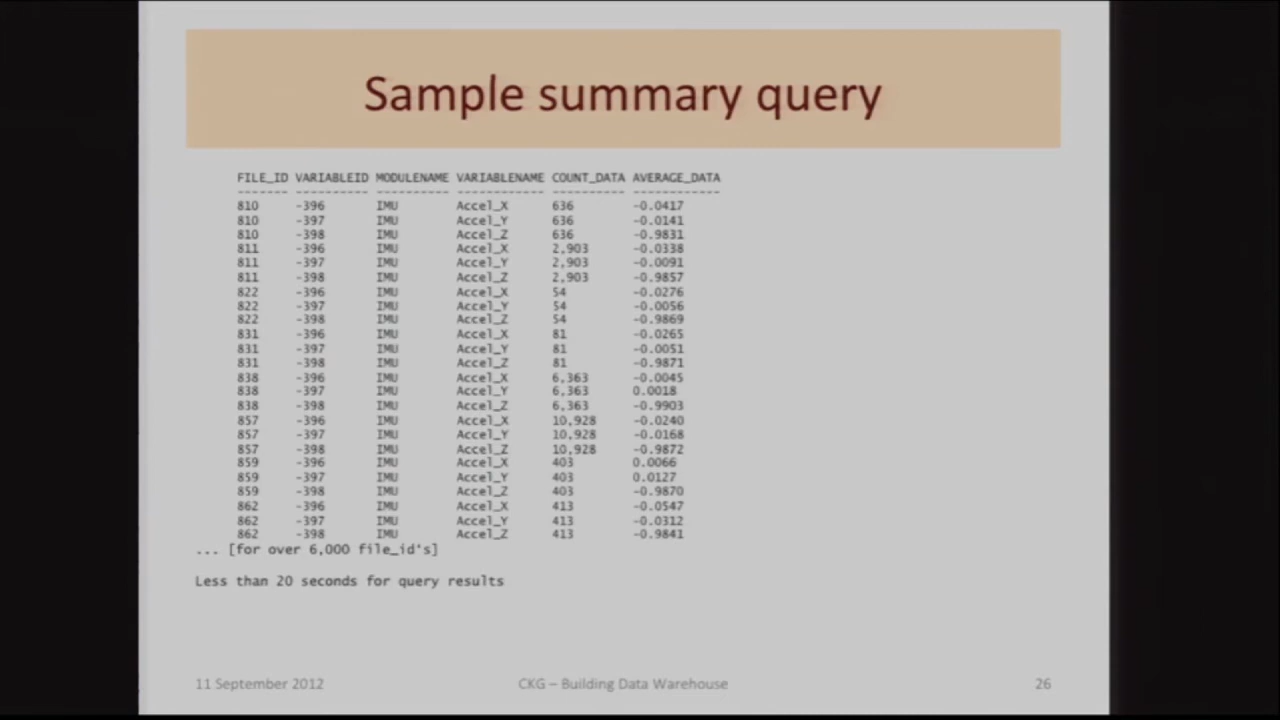 Sample summary query
FILE_ID VARIABLEID MODULENAME VARIABLENAME COUNT_DATA AVERAGE_DATA
------- ---------- ---------- ------------ ---------- ------------
810 -396 IMU Accel_X 636 -0.0417
810 -397 IMU Accel_Y 636 -0.0141
810 -398 IMU Accel_Z 636 -0.9831
811 -396 IMU Accel_X 2,903 -0.0338
811 -397 IMU Accel_Y 2,903 -0.0091
811 -398 IMU Accel_Z 2,903 -0.9857
822 -396 IMU Accel_X 54 -0.0276
822 -397 IMU Accel_Y 54 -0.0056
822 -398 IMU Accel_Z 54 -0.9869
831 -396 IMU Accel_X 81 -0.0265
831 -397 IMU Accel_Y 81 -0.0051
831 -398 IMU Accel_Z 81 -0.9871
838 -396 IMU Accel_X 6,363 -0.0045
838 -397 IMU Accel_Y 6,363 0.0018
838 -398 IMU Accel_Z 6,363 -0.9903
857 -396 IMU Accel_X 10,928 -0.0240
857 -397 IMU Accel_Y 10,928 -0.0168
857 -398 IMU Accel_Z 10,928 -0.9872
859 -396 IMU Accel_X 403 0.0066
859 -397 IMU Accel_Y 403 0.0127
859 -398 IMU Accel_Z 403 -0.9870
862 -396 IMU Accel_X 413 -0.0547
862 -397 IMU Accel_Y 413 -0.0312
862 -398 IMU Accel_Z 413 -0.9841
... [for over 6,000 file_id's]
Less than 20 seconds for query results
11 September 2012 CKG – Building Data Warehouse 26